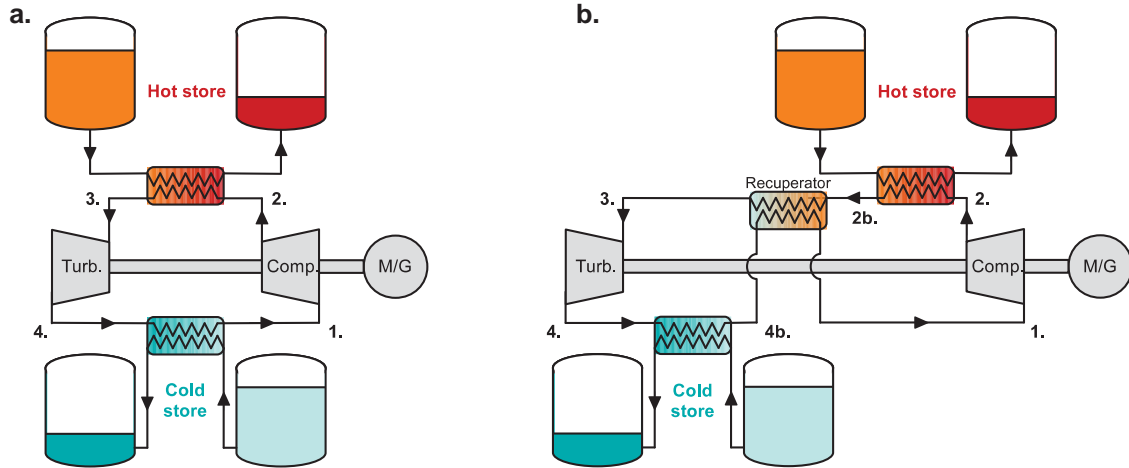 a.
Hot store
3.
2.
Turb.
Comp.
M/G
4.
1.
Cold
store
b.
Hot store
Recuperator
3.
2b.
2.
Turb.
Comp.
M/G
4.
4b.
1.
Cold
store